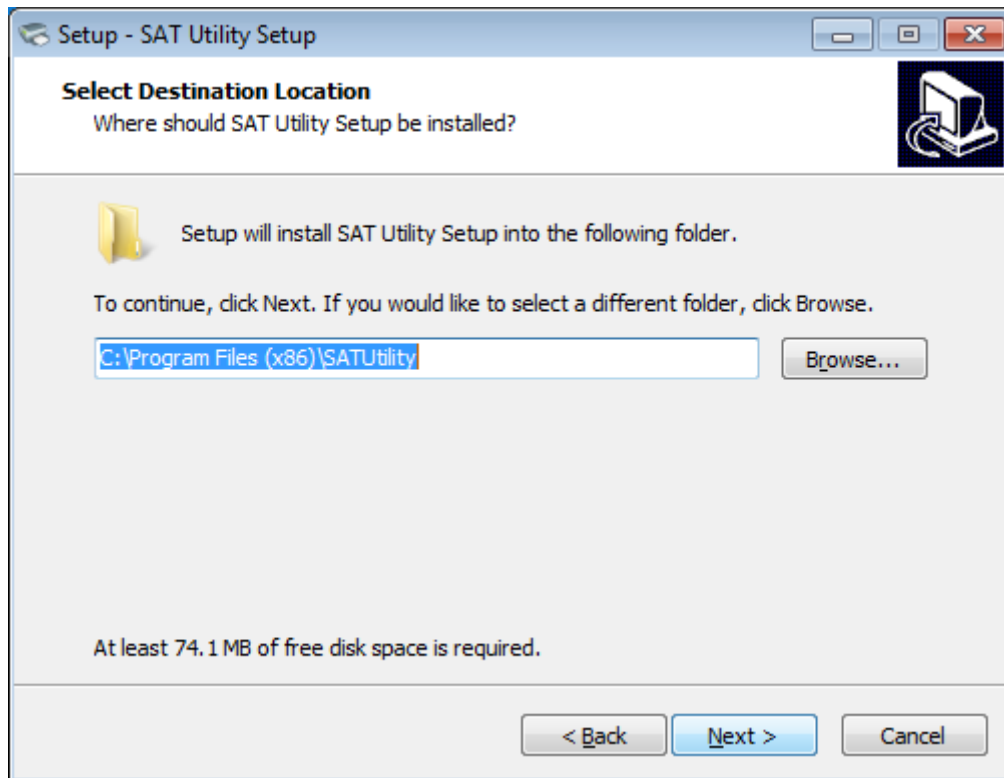 Setup - SAT Utility Setup
Select Destination Location
Where should SAT Utility Setup be installed?
Setup will install SAT Utility Setup into the following folder.
To continue, click Next. If you would like to select a different folder, click Browse.
C:\Program Files (x86)\SATUtility
Browse...
At least 74.1 MB of free disk space is required.
< Back Next > Cancel